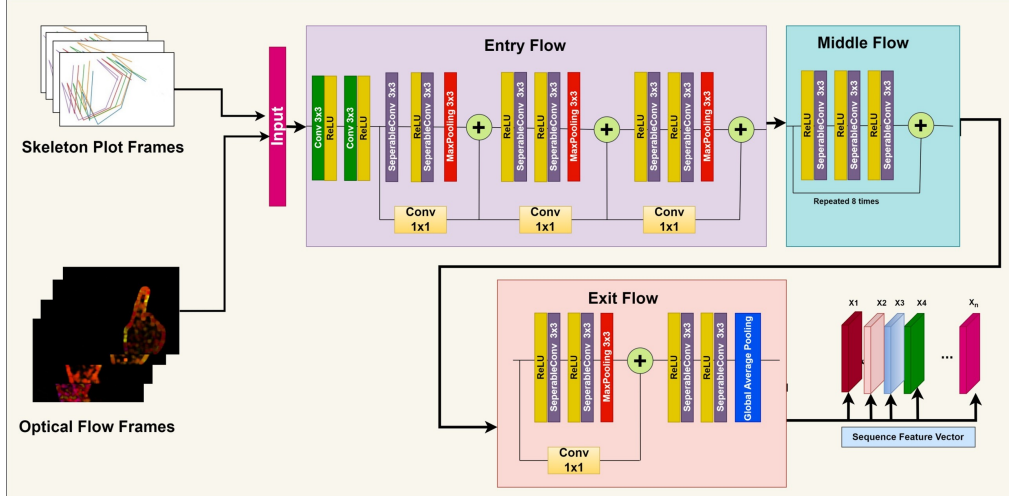 Skeleton Plot Frames
Optical Flow Frames
Input
Entry Flow
Conv 3x3
ReLU
Conv 3x3
ReLU
SeperableConv 3x3
ReLU
SeperableConv 3x3
MaxPooling 3x3
+
ReLU
SeperableConv 3x3
ReLU
SeperableConv 3x3
MaxPooling 3x3
+
ReLU
SeperableConv 3x3
ReLU
SeperableConv 3x3
MaxPooling 3x3
+
Conv
1x1
Conv
1x1
Conv
1x1
Middle Flow
ReLU
SeperableConv 3x3
ReLU
SeperableConv 3x3
ReLU
SeperableConv 3x3
+
Repeated 8 times
Exit Flow
ReLU
SeperableConv 3x3
ReLU
SeperableConv 3x3
MaxPooling 3x3
+
ReLU
SeperableConv 3x3
ReLU
SeperableConv 3x3
Global Average Pooling
Conv
1x1
X1 X2 X3 X4 Xn
...
Sequence Feature Vector